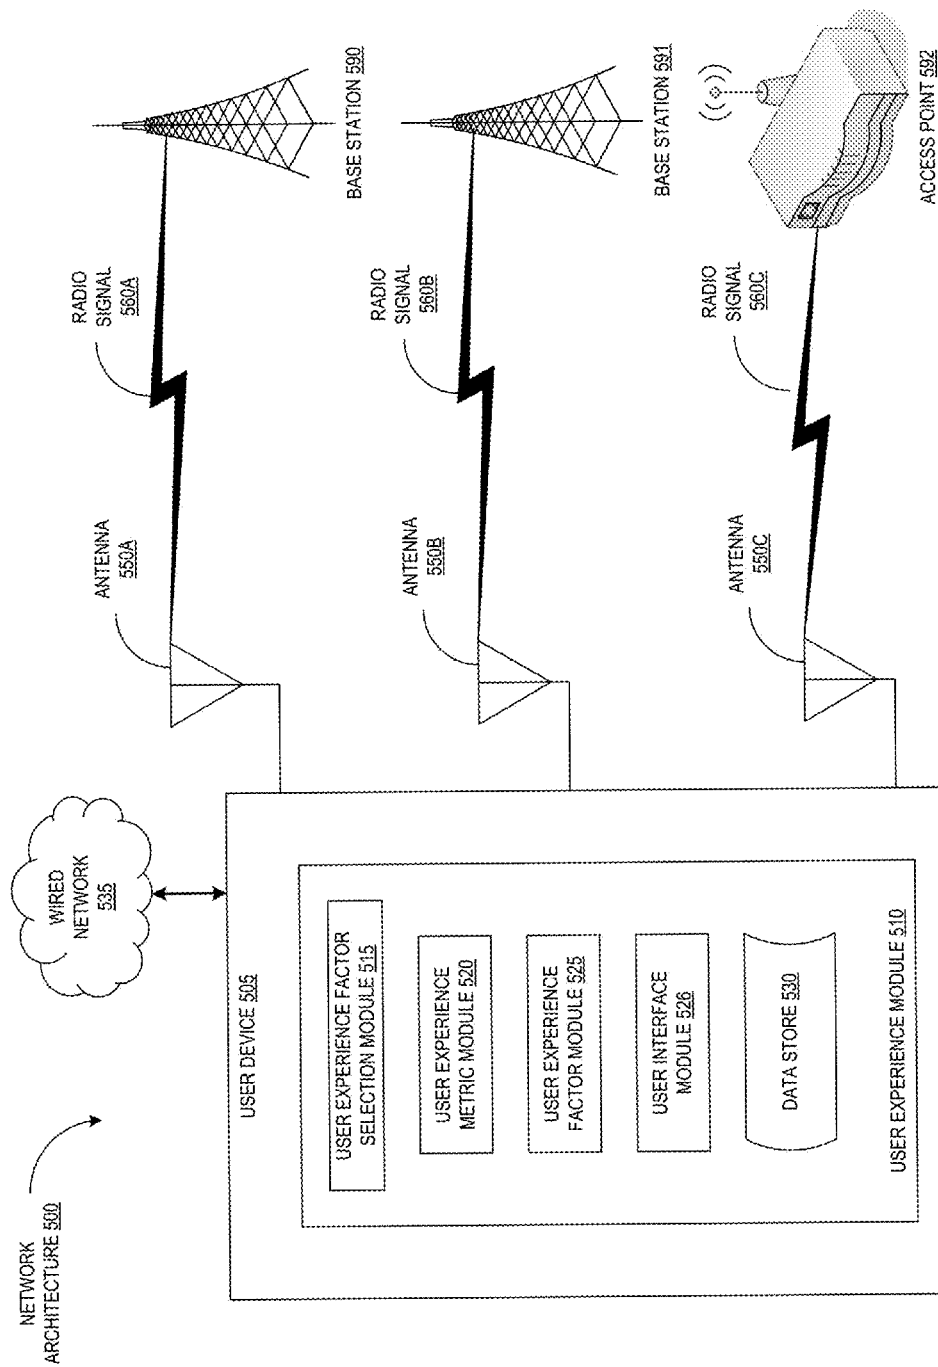 NETWORK
ARCHITECTURE 500
WIRED
NETWORK
535
USER DEVICE 505
USER EXPERIENCE FACTOR
SELECTION MODULE 515
USER EXPERIENCE
METRIC MODULE 520
USER EXPERIENCE
FACTOR MODULE 525
USER INTERFACE
MODULE 526
DATA STORE 530
USER EXPERIENCE MODULE 510
ANTENNA
550A
RADIO
SIGNAL
560A
BASE STATION 590
ANTENNA
550B
RADIO
SIGNAL
560B
BASE STATION 591
ANTENNA
550C
RADIO
SIGNAL
560C
ACCESS POINT 592